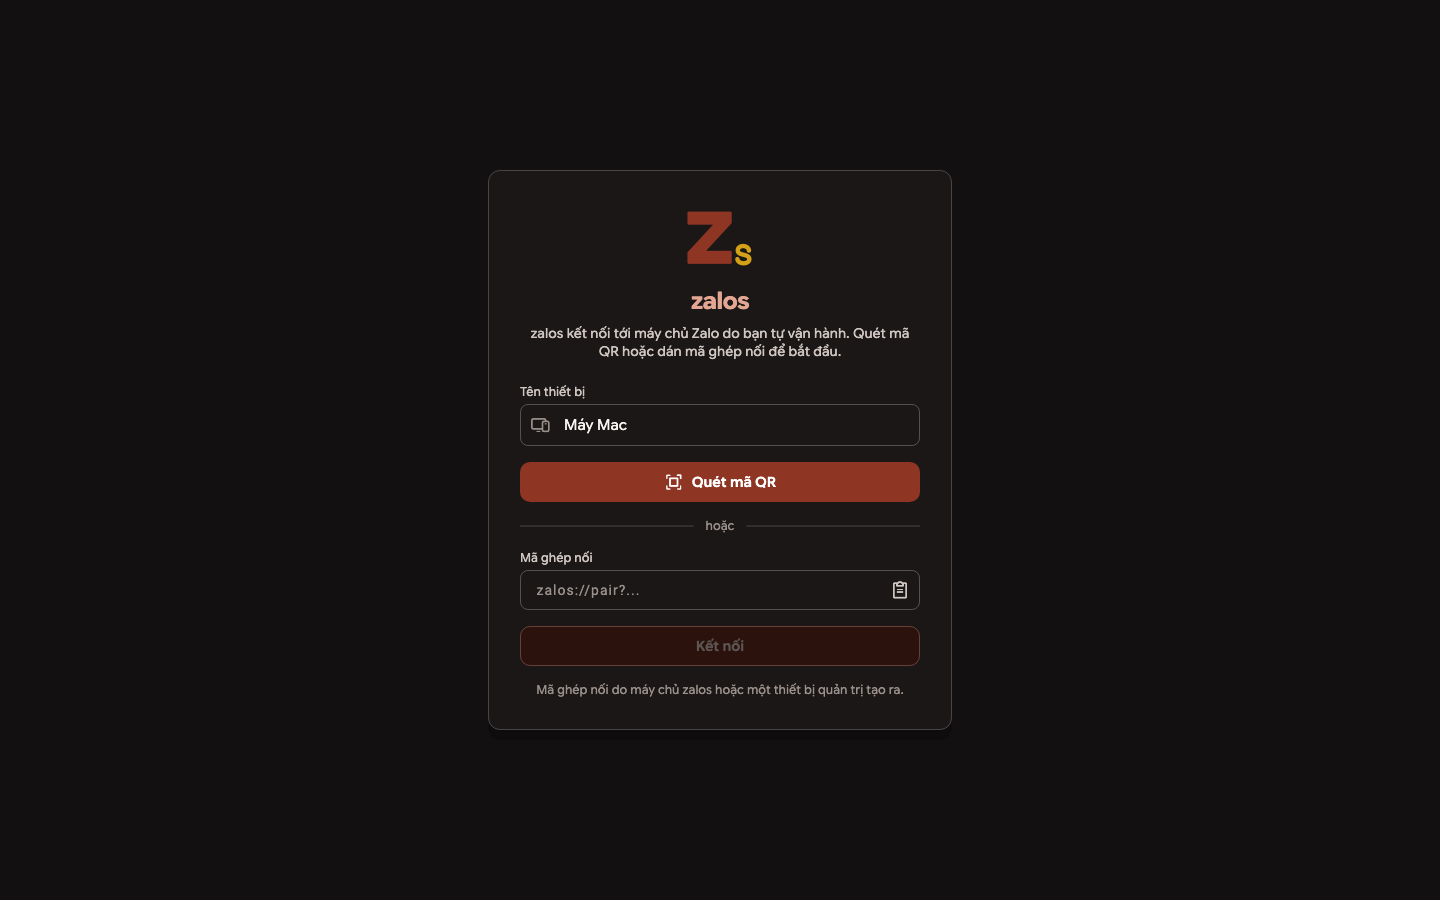 Zs
zalos
zalos kết nối tới máy chủ Zalo do bạn tự vận hành. Quét mã
QR hoặc dán mã ghép nối để bắt đầu.
Tên thiết bị
Máy Mac
Quét mã QR
hoặc
Mã ghép nối
zalos://pair?...
Kết nối
Mã ghép nối do máy chủ zalos hoặc một thiết bị quản trị tạo ra.